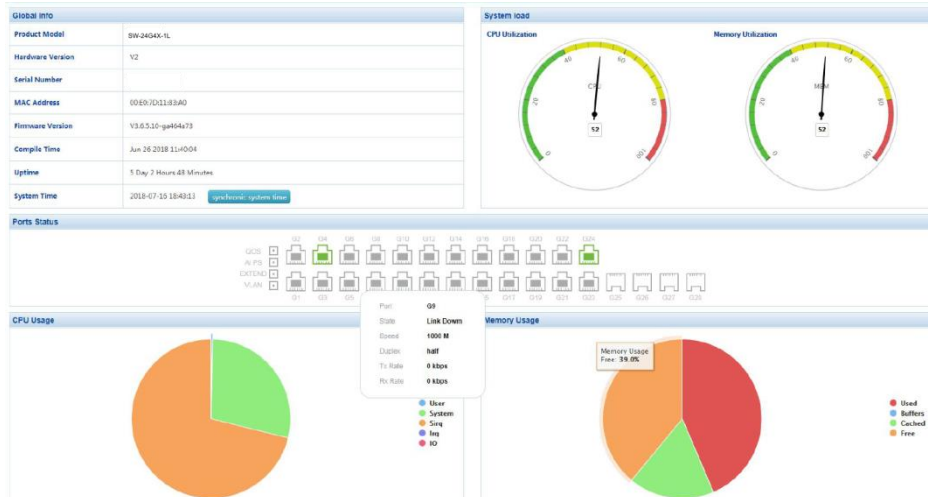 Global Info
Product Model SW-24G4X-1L
Hardware Version V2
Serial Number
MAC Address 00:E0:7D:11:83:A0
Firmware Version V3.6.5.10-ga464a73
Compile Time Jun 26 2018 11:40:04
Uptime 5 Day 2 Hours 48 Minutes
System Time 2018-07-16 18:43:13 synchronic system time
System load
CPU Utilization
Memory Utilization
0 20 40 60 80 100
CPU
52
0 20 40 60 80 100
MEM
52
Ports Status
G2 G4 G6 G8 G10 G12 G14 G16 G18 G20 G22 G24
QOS
ALPS
EXTEND
VLAN
G1 G3 G5 G17 G19 G21 G23 G25 G26 G27 G28
Port G9
State Link Down
Speed 1000 M
Duplex half
Tx Rate 0 kbps
Rx Rate 0 kbps
CPU Usage
User
System
Sirq
Irq
IO
Memory Usage
Memory Usage
Free: 39.0%
Used
Buffers
Cached
Free